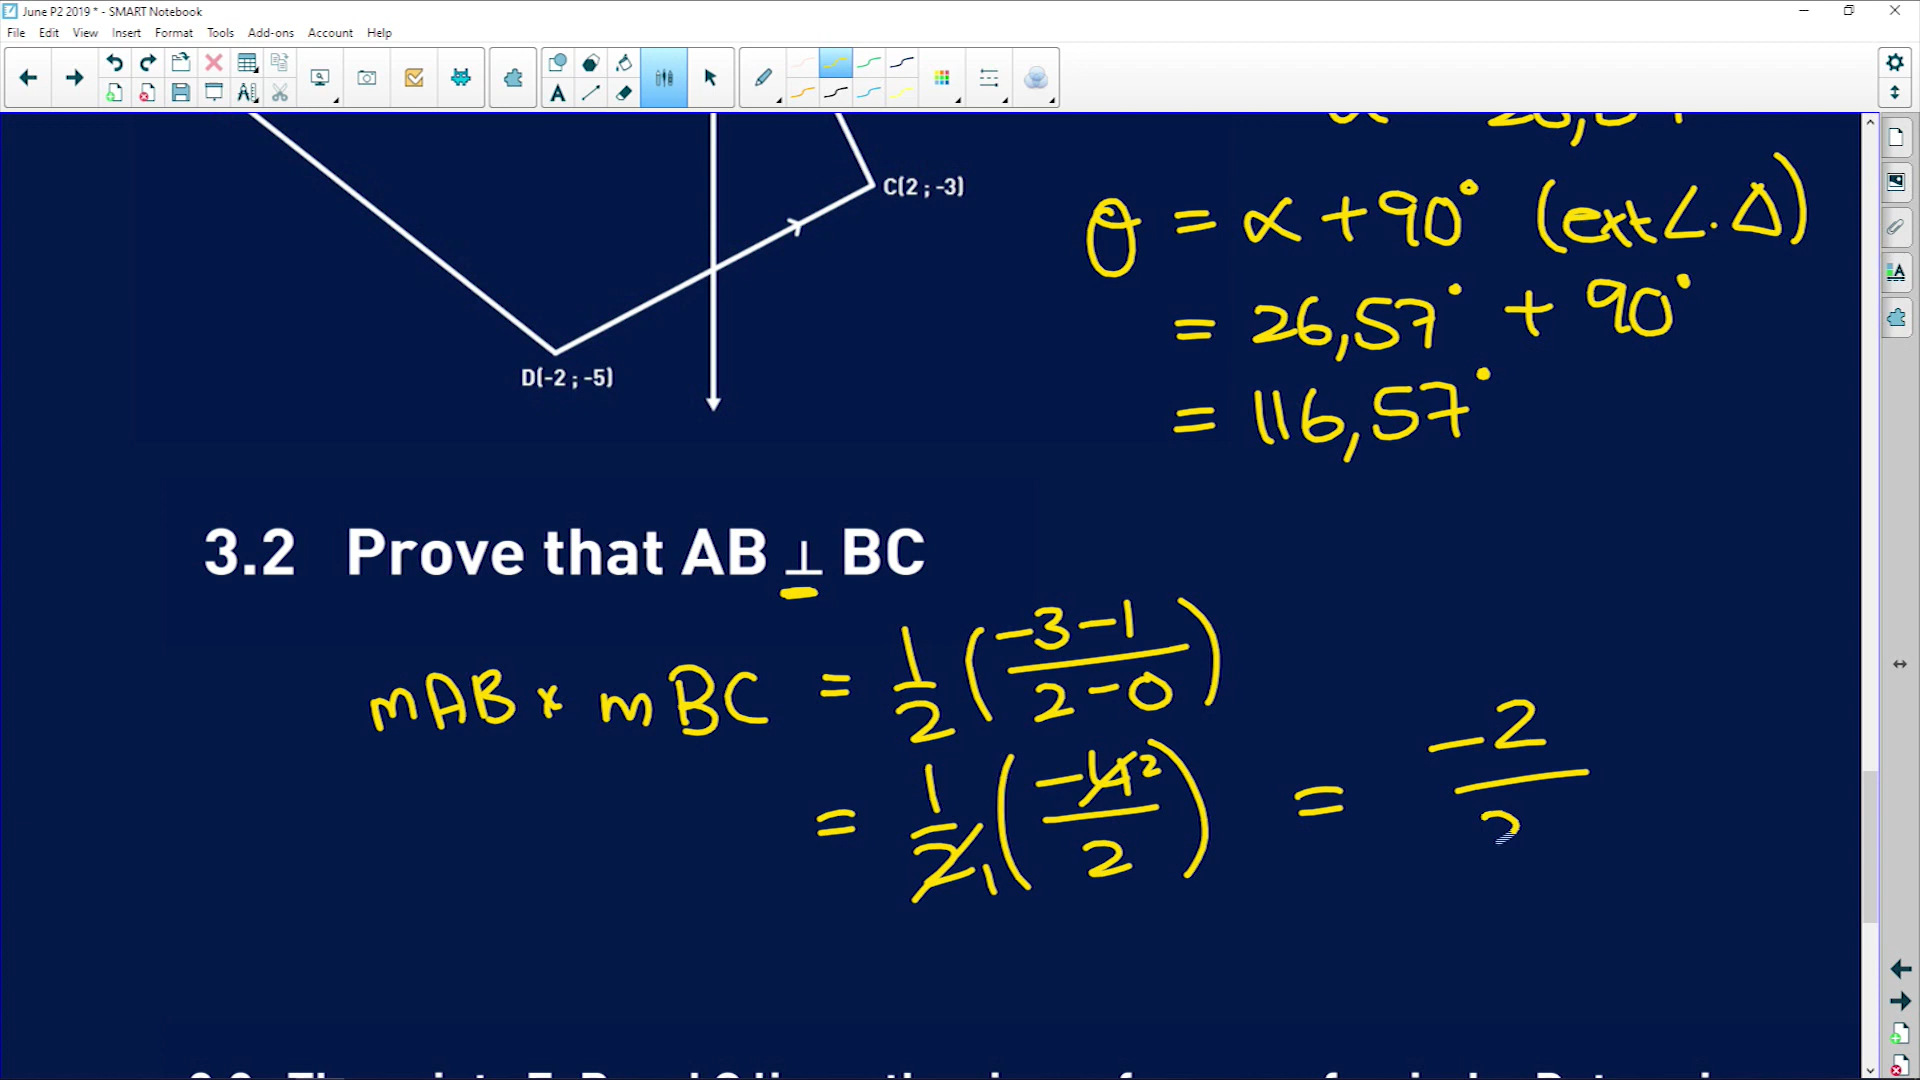 June P2 2019 * - SMART Notebook
File Edit View Insert Format Tools Add-ons Account Help
C(2 ; -3)
D(-2 ; -5)
θ = α + 90° (ext∠.Δ)
= 26,57° + 90°
= 116,57°
3.2 Prove that AB ⊥ BC
mAB × mBC = 1/2 (-3-1/2-0)
= 1/2 1 (-4 2/2) = -2/2